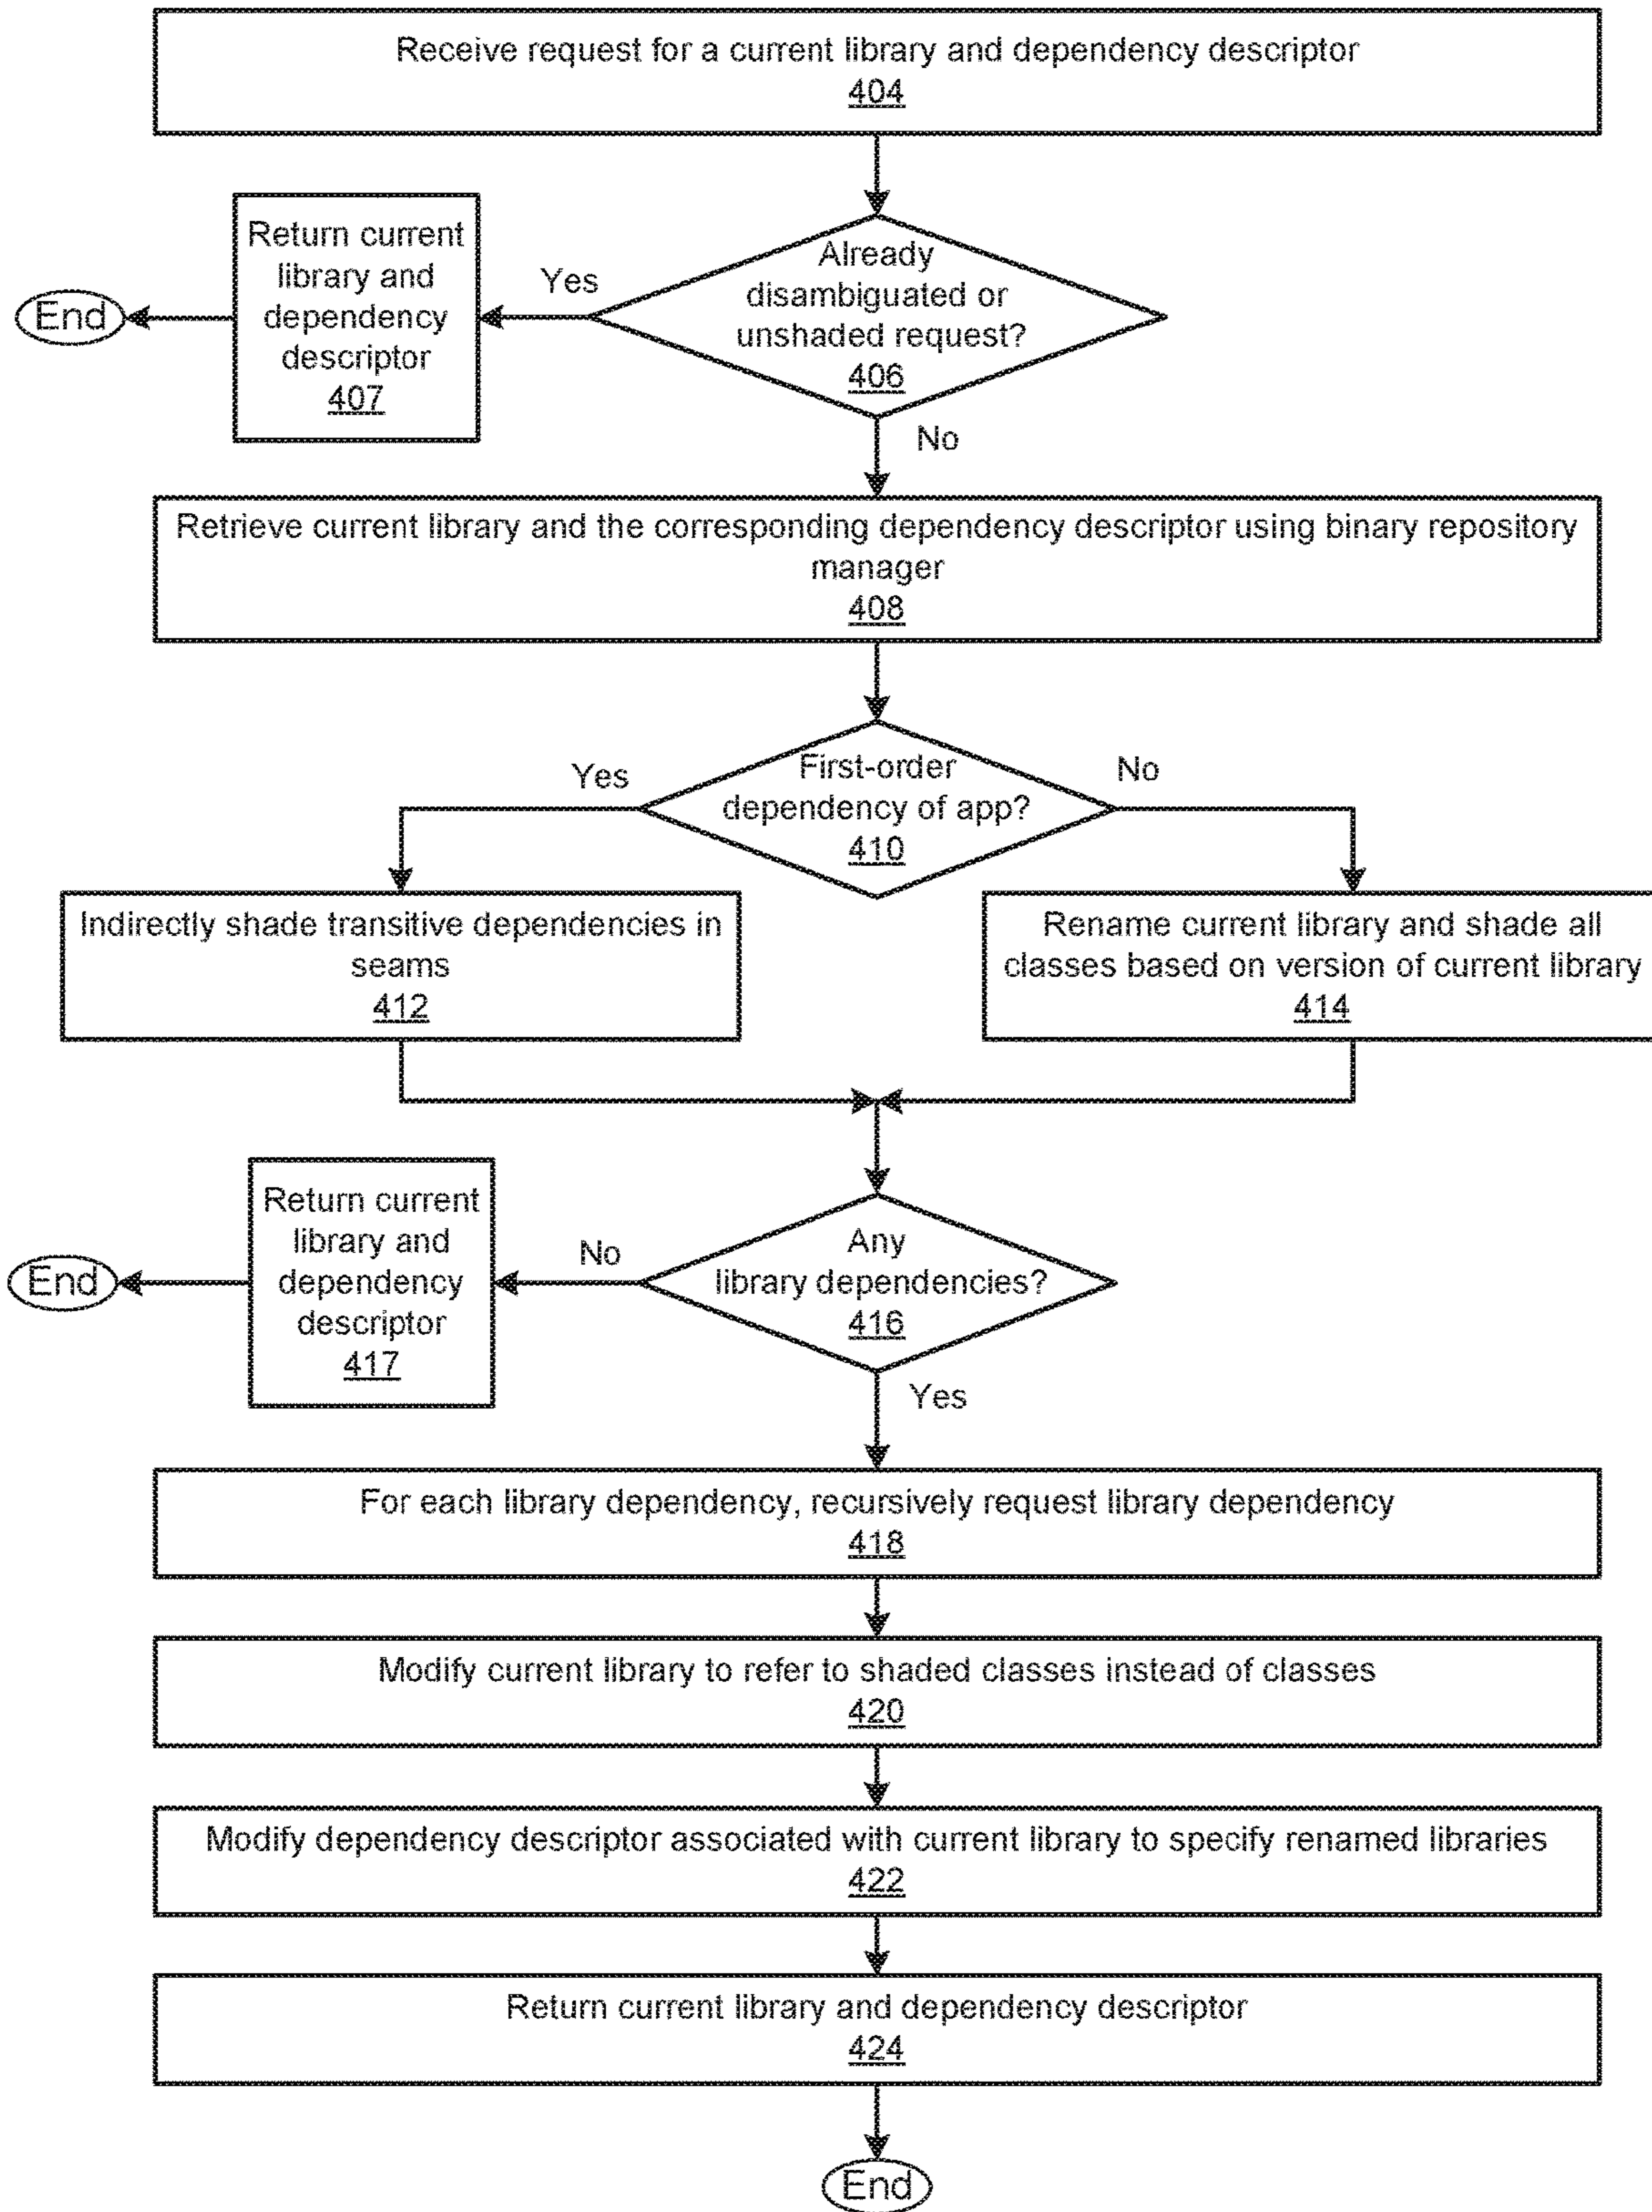 Receive request for a current library and dependency descriptor
404
Return current
library and
dependency
descriptor
407
End
Yes
Already
disambiguated or
unshaded request?
406
No
Retrieve current library and the corresponding dependency descriptor using binary repository
manager
408
Yes
First-order
dependency of app?
410
No
Indirectly shade transitive dependencies in
seams
412
Rename current library and shade all
classes based on version of current library
414
Return current
library and
dependency
descriptor
417
End
No
Any
library dependencies?
416
Yes
For each library dependency, recursively request library dependency
418
Modify current library to refer to shaded classes instead of classes
420
Modify dependency descriptor associated with current library to specify renamed libraries
422
Return current library and dependency descriptor
424
End